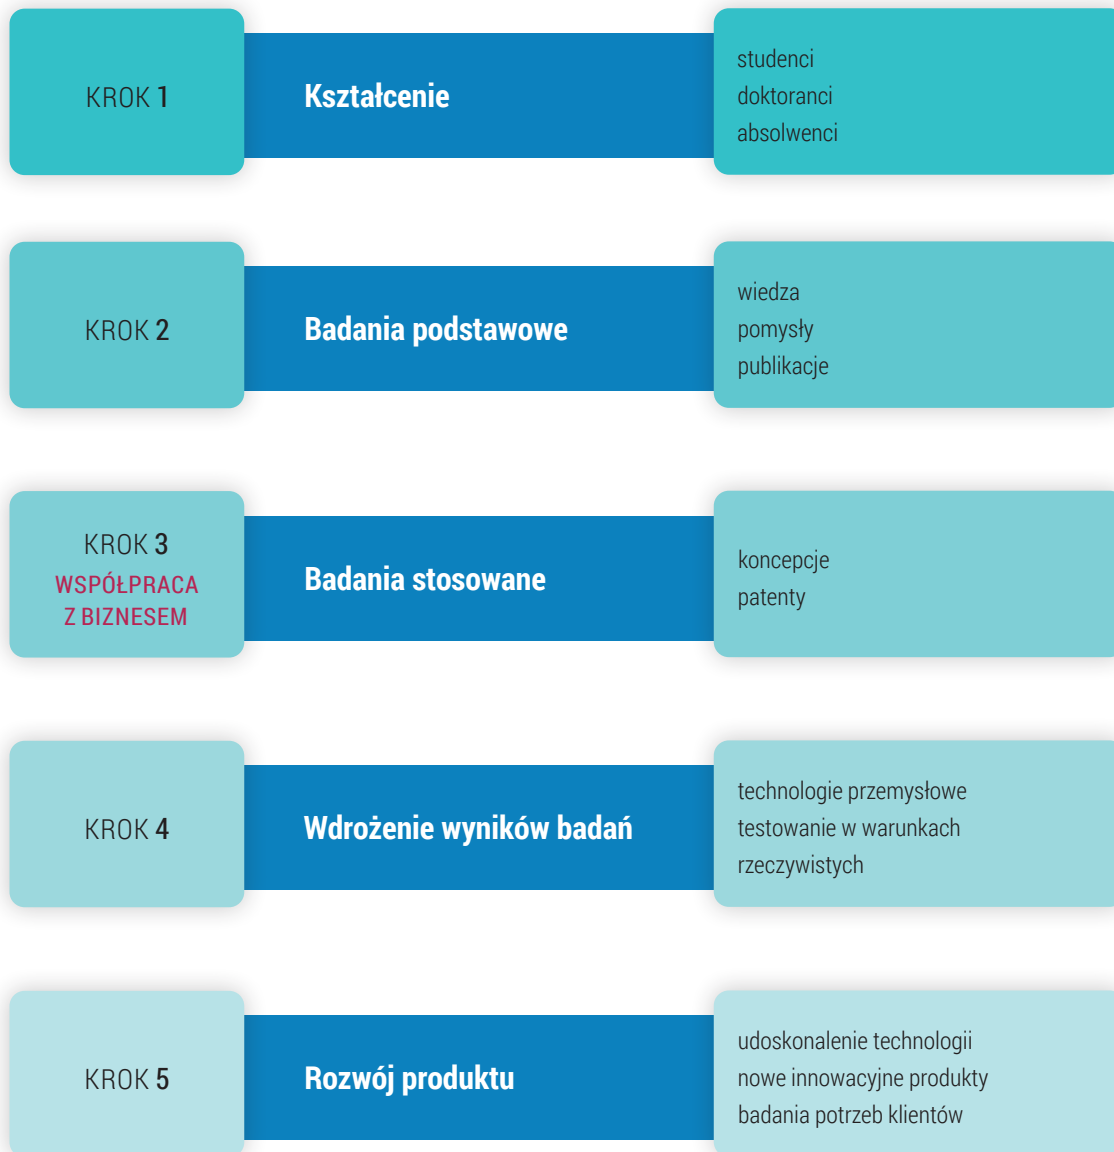 KROK 1
Kształcenie
studenci
doktoranci
absolwenci
KROK 2
Badania podstawowe
wiedza
pomysły
publikacje
KROK 3
WSPÓŁPRACA
Z BIZNESEM
Badania stosowane
koncepcje
patenty
KROK 4
Wdrożenie wyników badań
technologie przemysłowe
testowanie w warunkach
rzeczywistych
KROK 5
Rozwój produktu
udoskonalenie technologii
nowe innowacyjne produkty
badania potrzeb klientów